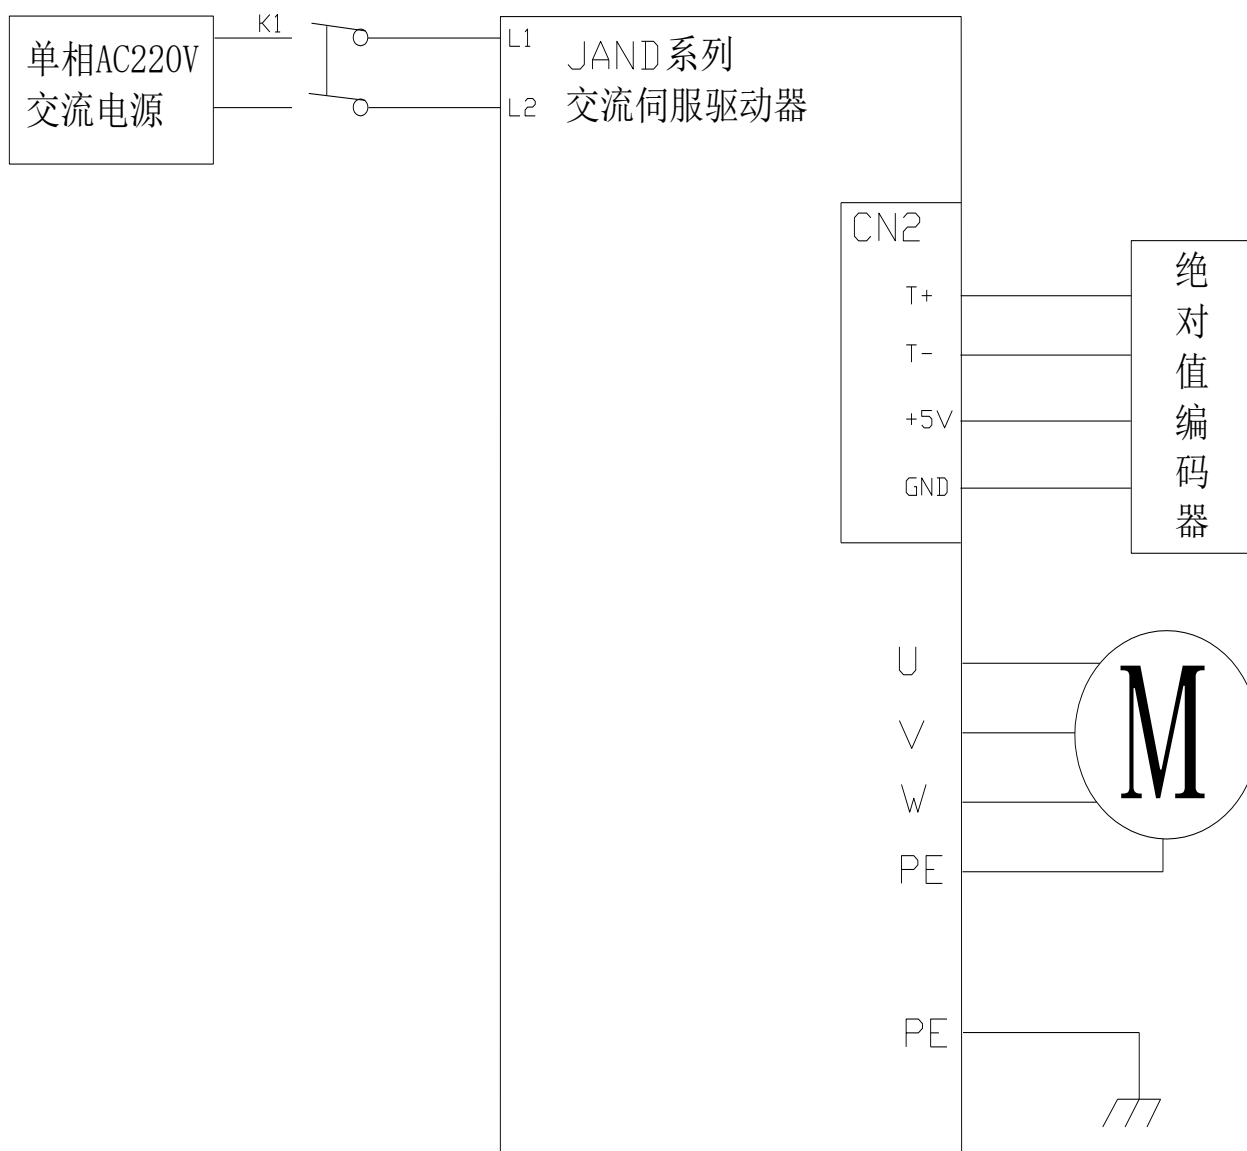 单相AC220V
交流电源
K1
L1
L2
JAND系列
交流伺服驱动器
CN2
T+
T-
+5V
GND
绝
对
值
编
码
器
U
V
W
PE
M
PE